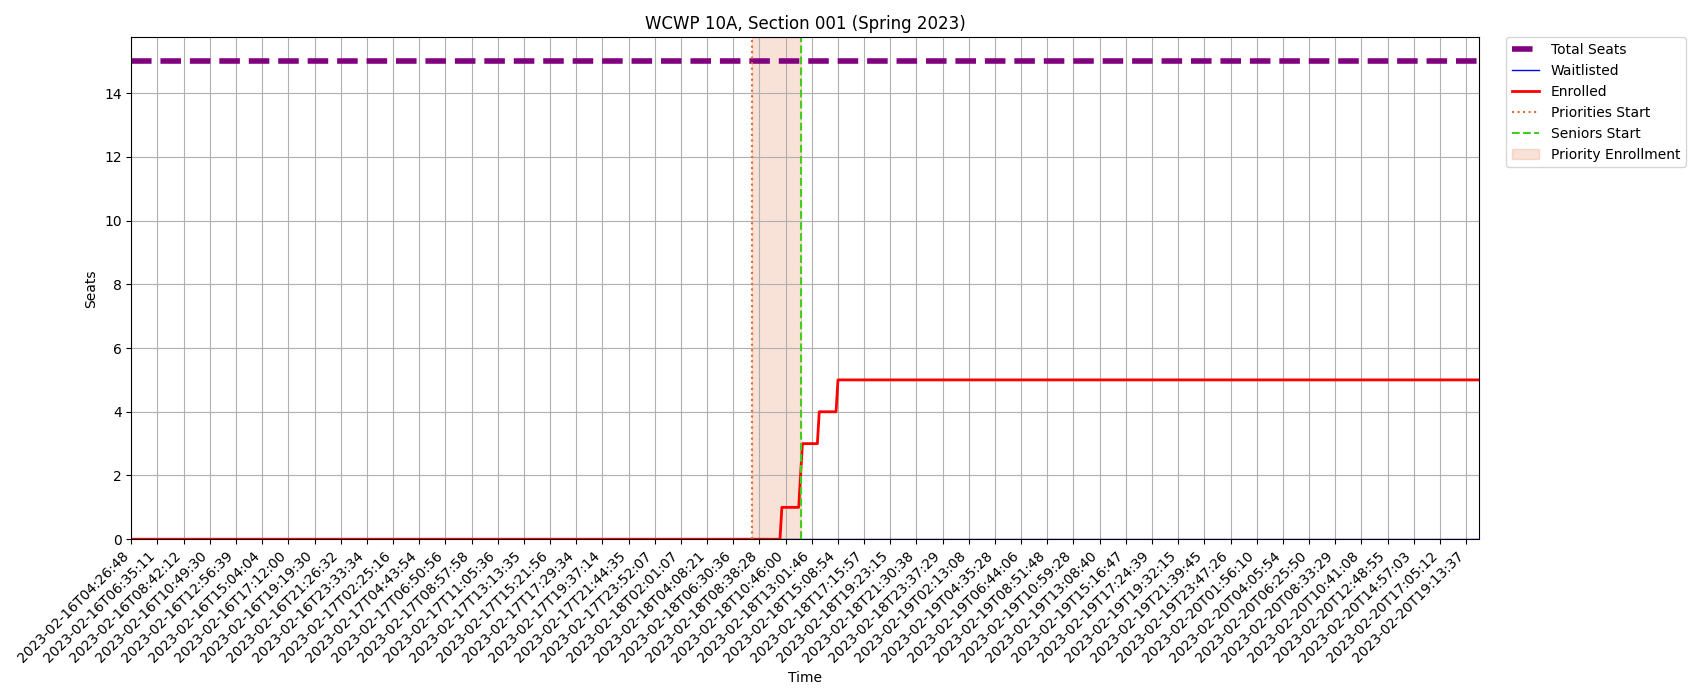 WCWP 10A, Section 001 (Spring 2023)
Total Seats
Waitlisted
Enrolled
Priorities Start
Seniors Start
Priority Enrollment
Seats
14
12
10
8
6
4
2
0
2023-02-16T04:26:48
2023-02-16T06:35:11
2023-02-16T08:42:12
2023-02-16T10:49:30
2023-02-16T12:56:39
2023-02-16T15:04:04
2023-02-16T17:12:00
2023-02-16T19:19:30
2023-02-16T21:26:32
2023-02-16T23:33:34
2023-02-17T02:25:16
2023-02-17T04:43:54
2023-02-17T06:50:56
2023-02-17T08:57:58
2023-02-17T11:05:36
2023-02-17T13:13:35
2023-02-17T15:21:56
2023-02-17T17:29:34
2023-02-17T19:37:14
2023-02-17T21:44:35
2023-02-17T23:52:07
2023-02-18T02:01:07
2023-02-18T04:08:21
2023-02-18T06:30:36
2023-02-18T08:38:28
2023-02-18T10:46:00
2023-02-18T13:01:46
2023-02-18T15:08:54
2023-02-18T17:15:57
2023-02-18T19:23:15
2023-02-18T21:30:38
2023-02-18T23:37:29
2023-02-19T02:13:08
2023-02-19T04:35:28
2023-02-19T06:44:06
2023-02-19T08:51:48
2023-02-19T10:59:28
2023-02-19T13:08:40
2023-02-19T15:16:47
2023-02-19T17:24:39
2023-02-19T19:32:15
2023-02-19T21:39:45
2023-02-19T23:47:26
2023-02-20T01:56:10
2023-02-20T04:05:54
2023-02-20T06:25:50
2023-02-20T08:33:29
2023-02-20T10:41:08
2023-02-20T12:48:55
2023-02-20T14:57:03
2023-02-20T17:05:12
2023-02-20T19:13:37
Time